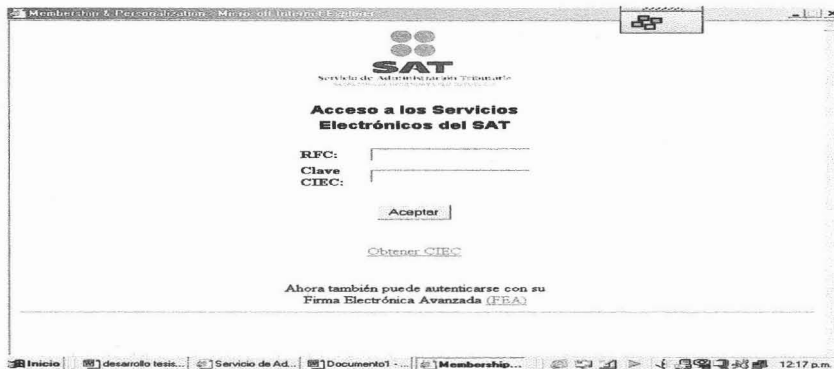 Membership & Personalization - Microsoft Internet Explorer
SAT
Servicio de Administración Tributaria
Acceso a los Servicios
Electrónicos del SAT
RFC:
Clave
CIEC:
Aceptar
Obtener CIEC
Ahora también puede autenticarse con su
Firma Electrónica Avanzada (FEA)
Inicio desarrollo tesis... Servicio de Ad... Documento1 - ... Membership... 12:17 p.m.